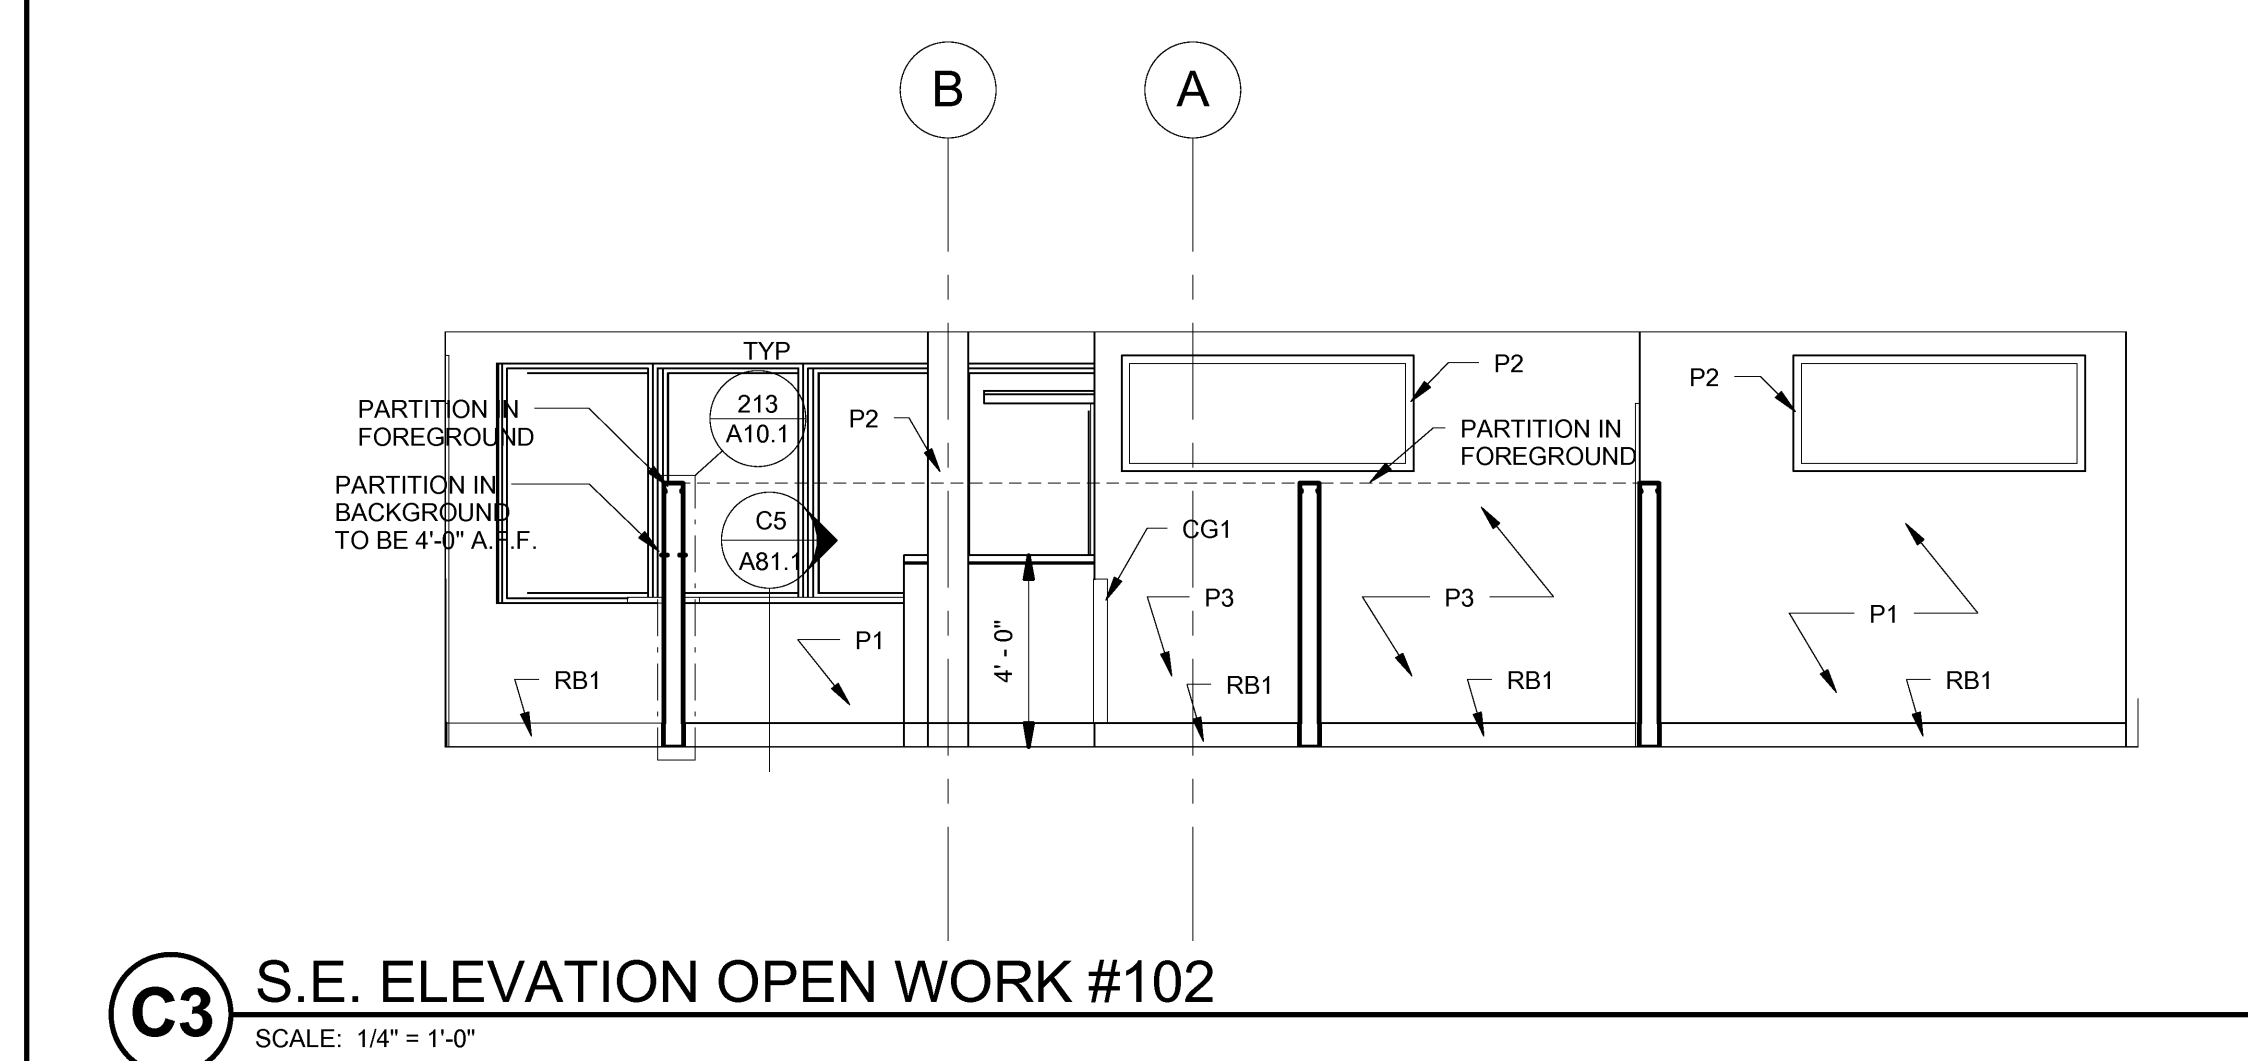 B
A
TYP
P2
P2
PARTITION IN
FOREGROUND
213
A10.1
P2
PARTITION IN
FOREGROUND
PARTITION IN
BACKGROUND
TO BE 4'-0" A.F.F.
C5
A81.1
CG1
P3
P3
P1
4' - 0"
P1
RB1
RB1
RB1
RB1
C3
S.E. ELEVATION OPEN WORK #102
SCALE: 1/4" = 1'-0"